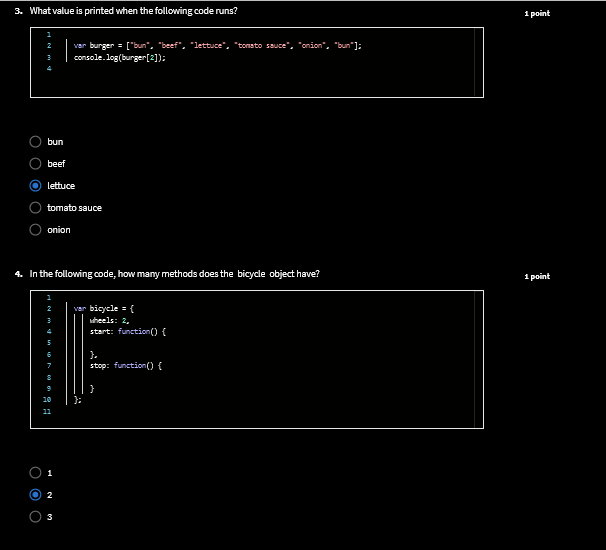 3. What value is printed when the following code runs?
1 point
1
2 var burger = ["bun", "beef", "lettuce", "tomato sauce", "onion", "bun"];
3 console.log(burger[2]);
4
bun
beef
lettuce
tomato sauce
onion
4. In the following code, how many methods does the bicycle object have?
1 point
1
2 var bicycle = {
3 wheels: 2,
4 start: function() {
5
6 },
7 stop: function() {
8
9 }
10 };
11
1
2
3